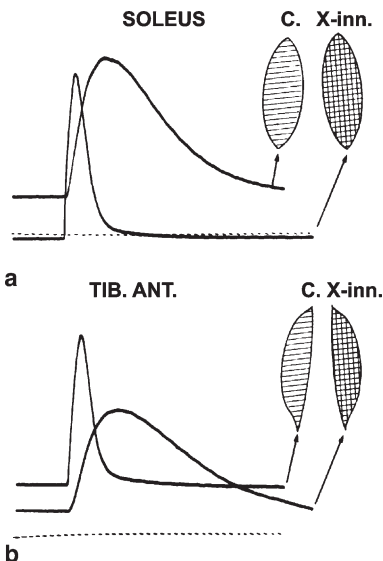 SOLEUS C. X-inn.
a
TIB. ANT. C. X-inn.
b